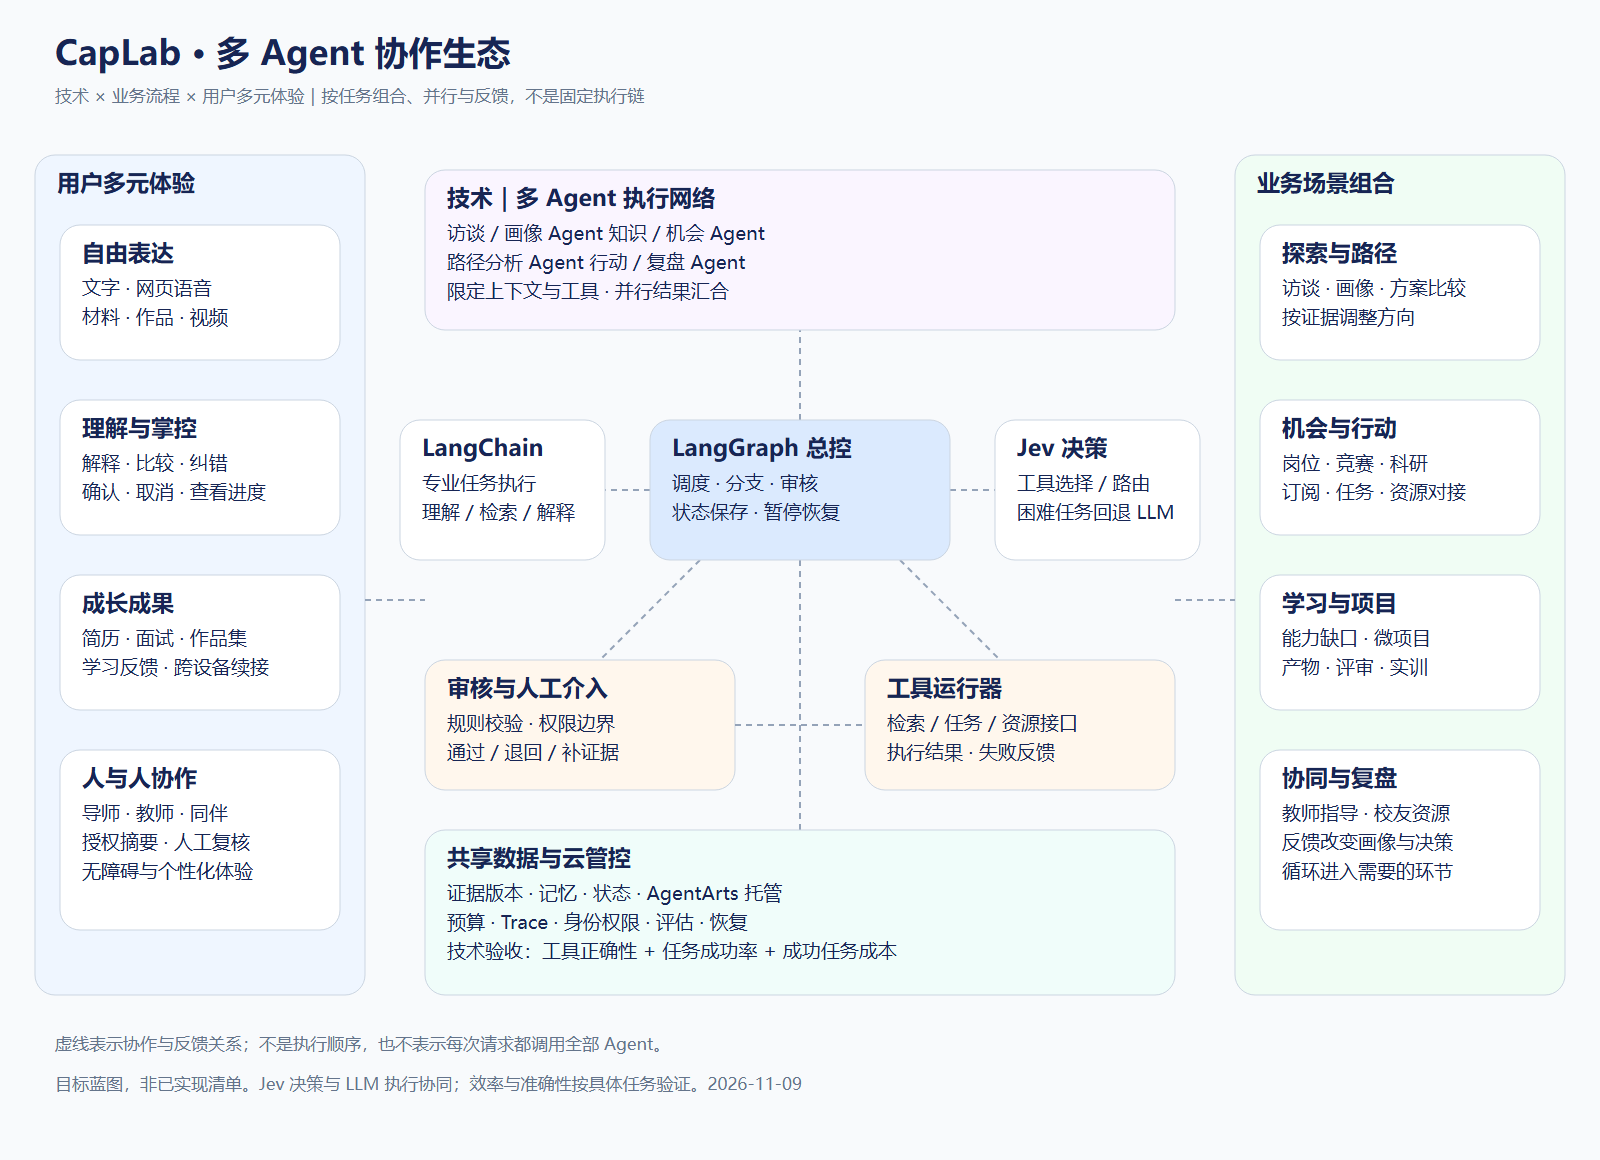 CapLab • 多 Agent 协作生态
技术 × 业务流程 × 用户多元体验 | 按任务组合、并行与反馈，不是固定执行链
用户多元体验
自由表达
文字 · 网页语音
材料 · 作品 · 视频
理解与掌控
解释 · 比较 · 纠错
确认 · 取消 · 查看进度
成长成果
简历 · 面试 · 作品集
学习反馈 · 跨设备续接
人与人协作
导师 · 教师 · 同伴
授权摘要 · 人工复核
无障碍与个性化体验
技术 | 多 Agent 执行网络
访谈 / 画像 Agent 知识 / 机会 Agent
路径分析 Agent 行动 / 复盘 Agent
限定上下文与工具 · 并行结果汇合
LangChain
专业任务执行
理解 / 检索 / 解释
LangGraph 总控
调度 · 分支 · 审核
状态保存 · 暂停恢复
Jev 决策
工具选择 / 路由
困难任务回退 LLM
审核与人工介入
规则校验 · 权限边界
通过 / 退回 / 补证据
工具运行器
检索 / 任务 / 资源接口
执行结果 · 失败反馈
共享数据与云管控
证据版本 · 记忆 · 状态 · AgentArts 托管
预算 · Trace · 身份权限 · 评估 · 恢复
技术验收：工具正确性 + 任务成功率 + 成功任务成本
业务场景组合
探索与路径
访谈 · 画像 · 方案比较
按证据调整方向
机会与行动
岗位 · 竞赛 · 科研
订阅 · 任务 · 资源对接
学习与项目
能力缺口 · 微项目
产物 · 评审 · 实训
协同与复盘
教师指导 · 校友资源
反馈改变画像与决策
循环进入需要的环节
虚线表示协作与反馈关系；不是执行顺序，也不表示每次请求都调用全部 Agent。
目标蓝图，非已实现清单。Jev 决策与 LLM 执行协同；效率与准确性按具体任务验证。2026-11-09